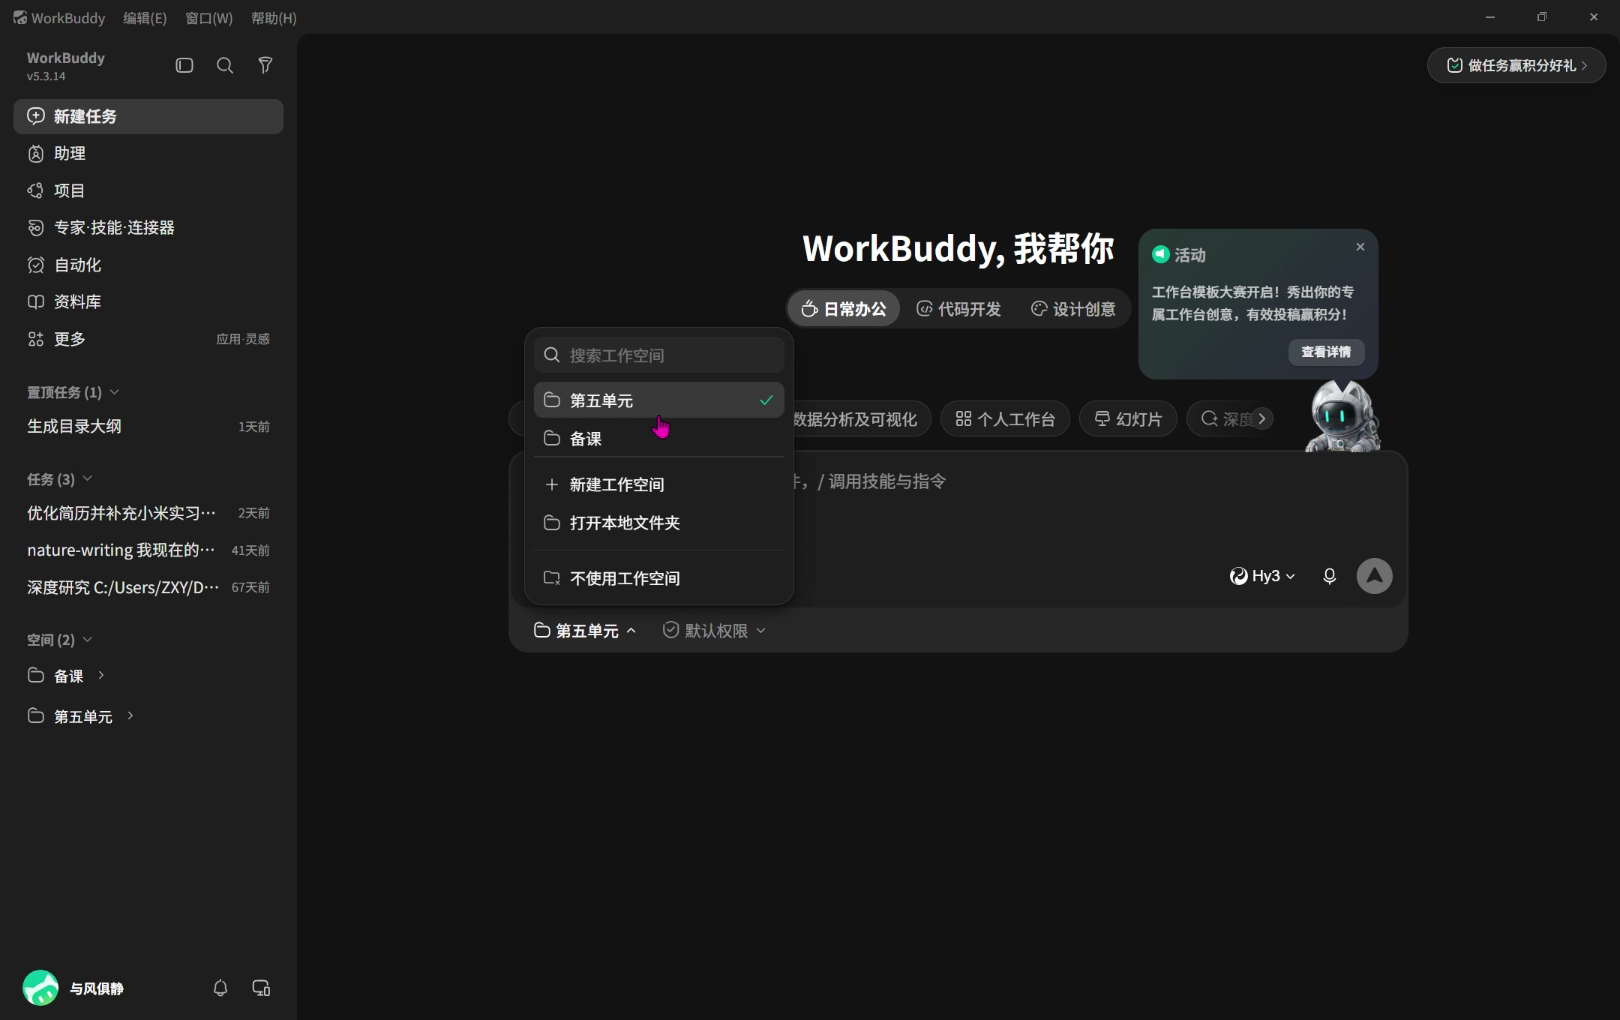 WorkBuddy 编辑(E) 窗口(W) 帮助(H)
WorkBuddy
v5.3.14
新建任务
助理
项目
专家·技能·连接器
自动化
资料库
更多 应用·灵感
置顶任务 (1)
生成目录大纲 1天前
任务 (3)
优化简历并补充小米实习··· 2天前
nature-writing 我现在的··· 41天前
深度研究 C:/Users/ZXY/D··· 67天前
空间 (2)
备课
第五单元
与风俱静
做任务赢积分好礼
WorkBuddy, 我帮你
日常办公 代码开发 设计创意
活动
工作台模板大赛开启！秀出你的专
属工作台创意，有效投稿赢积分！
查看详情
搜索工作空间
第五单元
备课
新建工作空间
打开本地文件夹
不使用工作空间
数据分析及可视化 个人工作台 幻灯片 深度
件，/ 调用技能与指令
Hy3
第五单元 默认权限